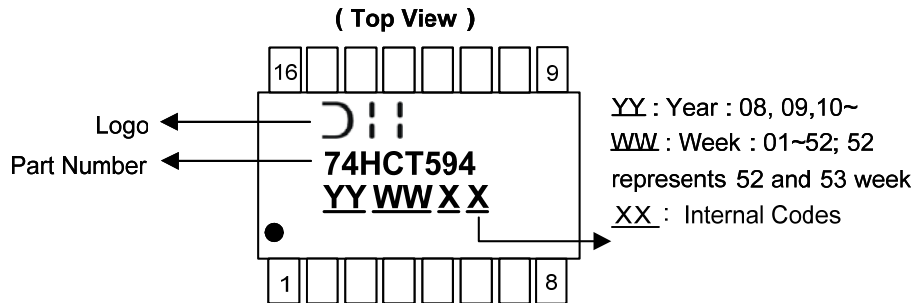 ( Top View )
16 9
Logo
Part Number
74HCT594
YY WW X X
1 8
YY : Year : 08, 09,10~
WW : Week : 01~52; 52
represents 52 and 53 week
XX : Internal Codes